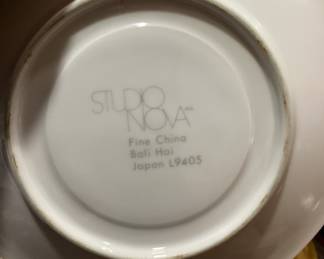 STUDIO
NOVA
Fine China
Bali Hai
Japan L9405